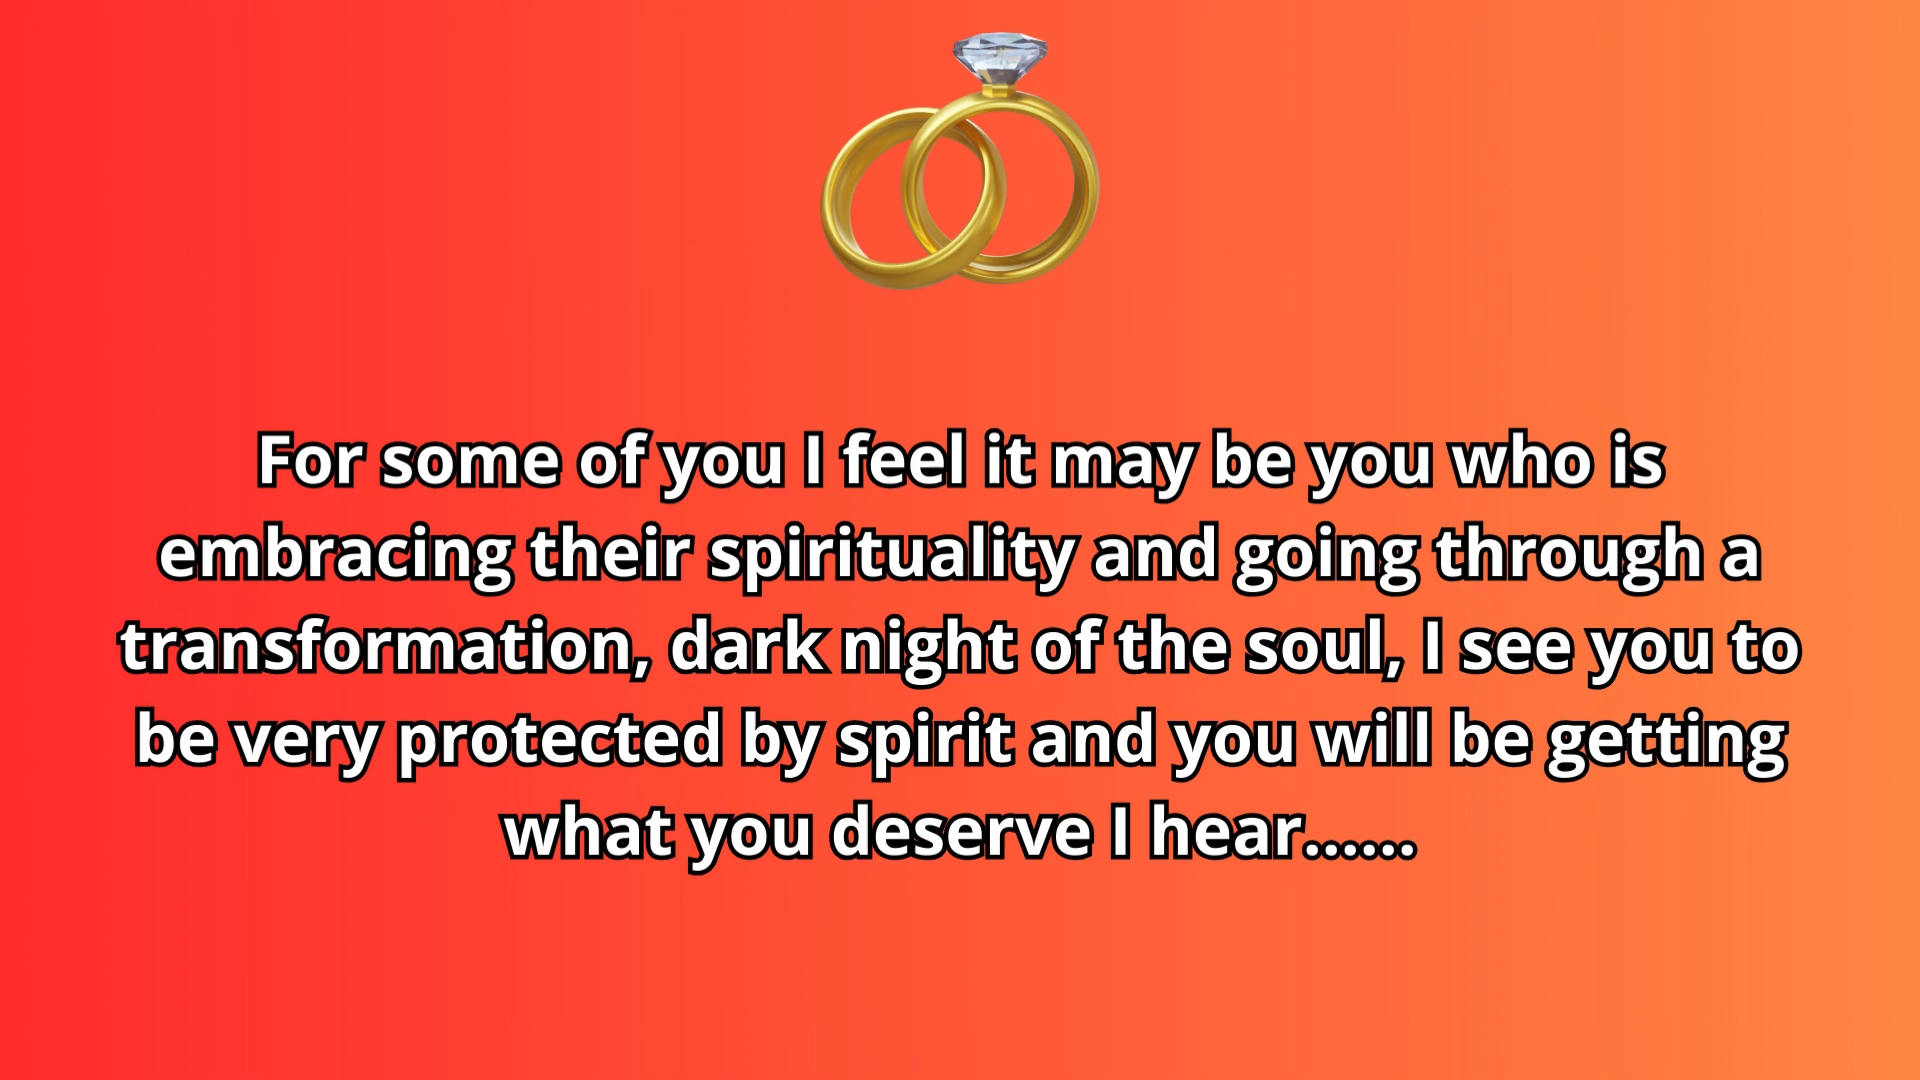 For some of you I feel it may be you who is
embracing their spirituality and going through a
transformation, dark night of the soul, I see you to
be very protected by spirit and you will be getting
what you deserve I hear......